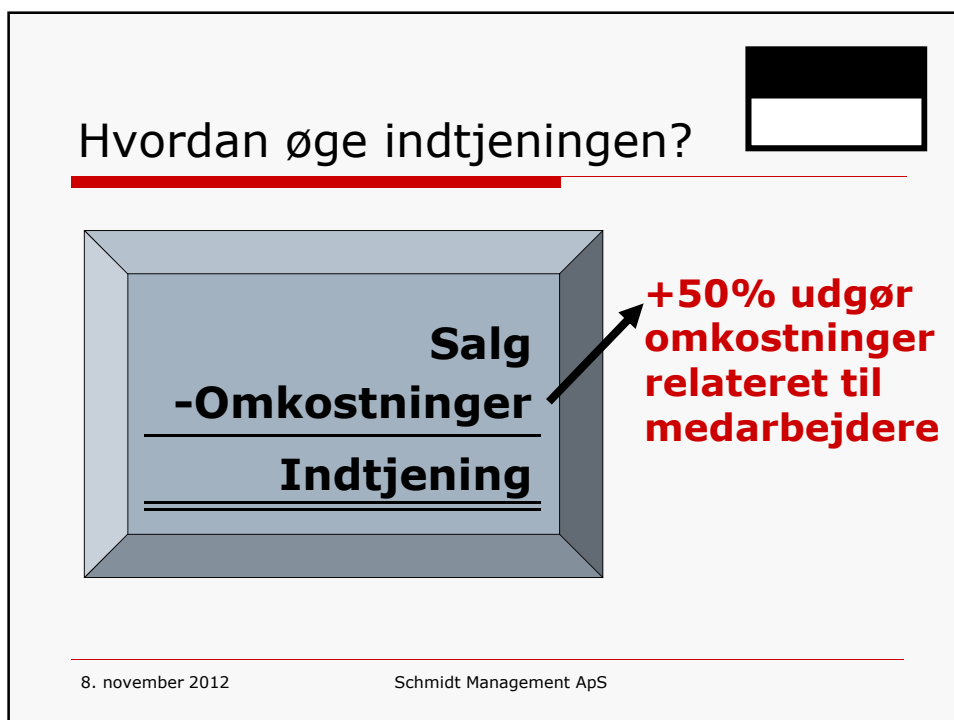 Hvordan øge indtjeningen?
Salg
-Omkostninger
Indtjening
+50% udgør
omkostninger
relateret til
medarbejdere
8. november 2012
Schmidt Management ApS